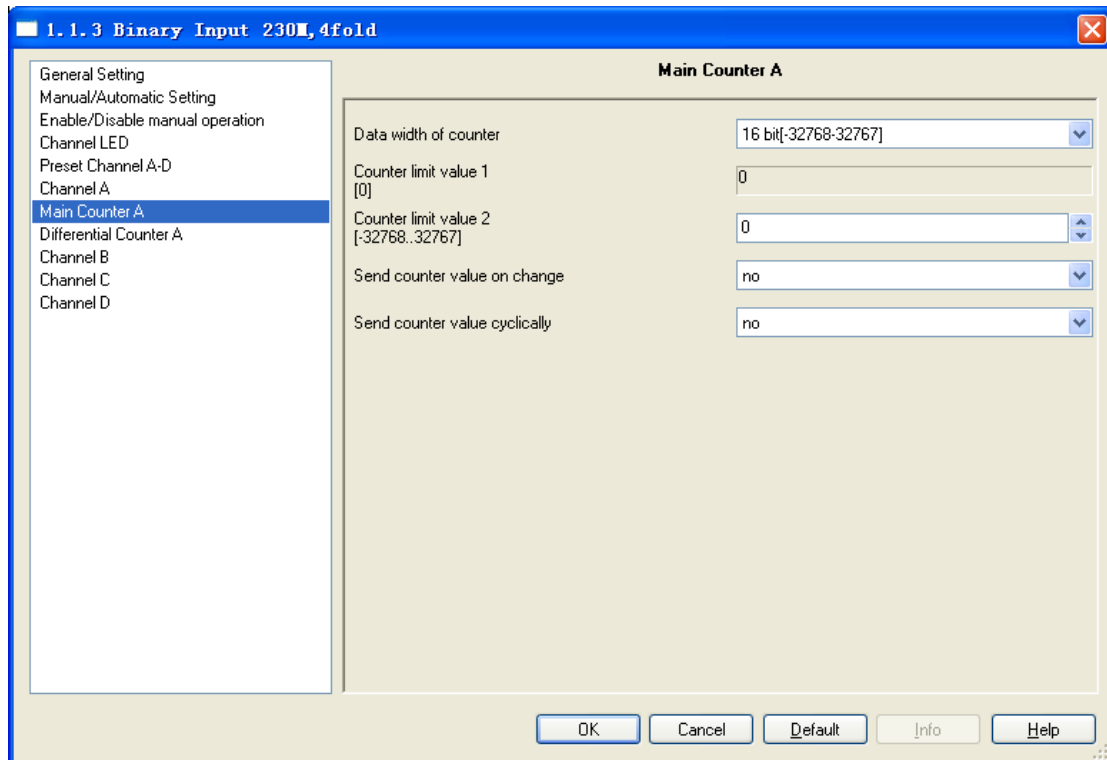 1.1.3 Binary Input 230M,4fold
General Setting
Manual/Automatic Setting
Enable/Disable manual operation
Channel LED
Preset Channel A-D
Channel A
Main Counter A
Differential Counter A
Channel B
Channel C
Channel D
Main Counter A
Data width of counter
16 bit[-32768-32767]
Counter limit value 1
[0]
0
Counter limit value 2
[-32768..32767]
0
Send counter value on change
no
Send counter value cyclically
no
OK
Cancel
Default
Info
Help